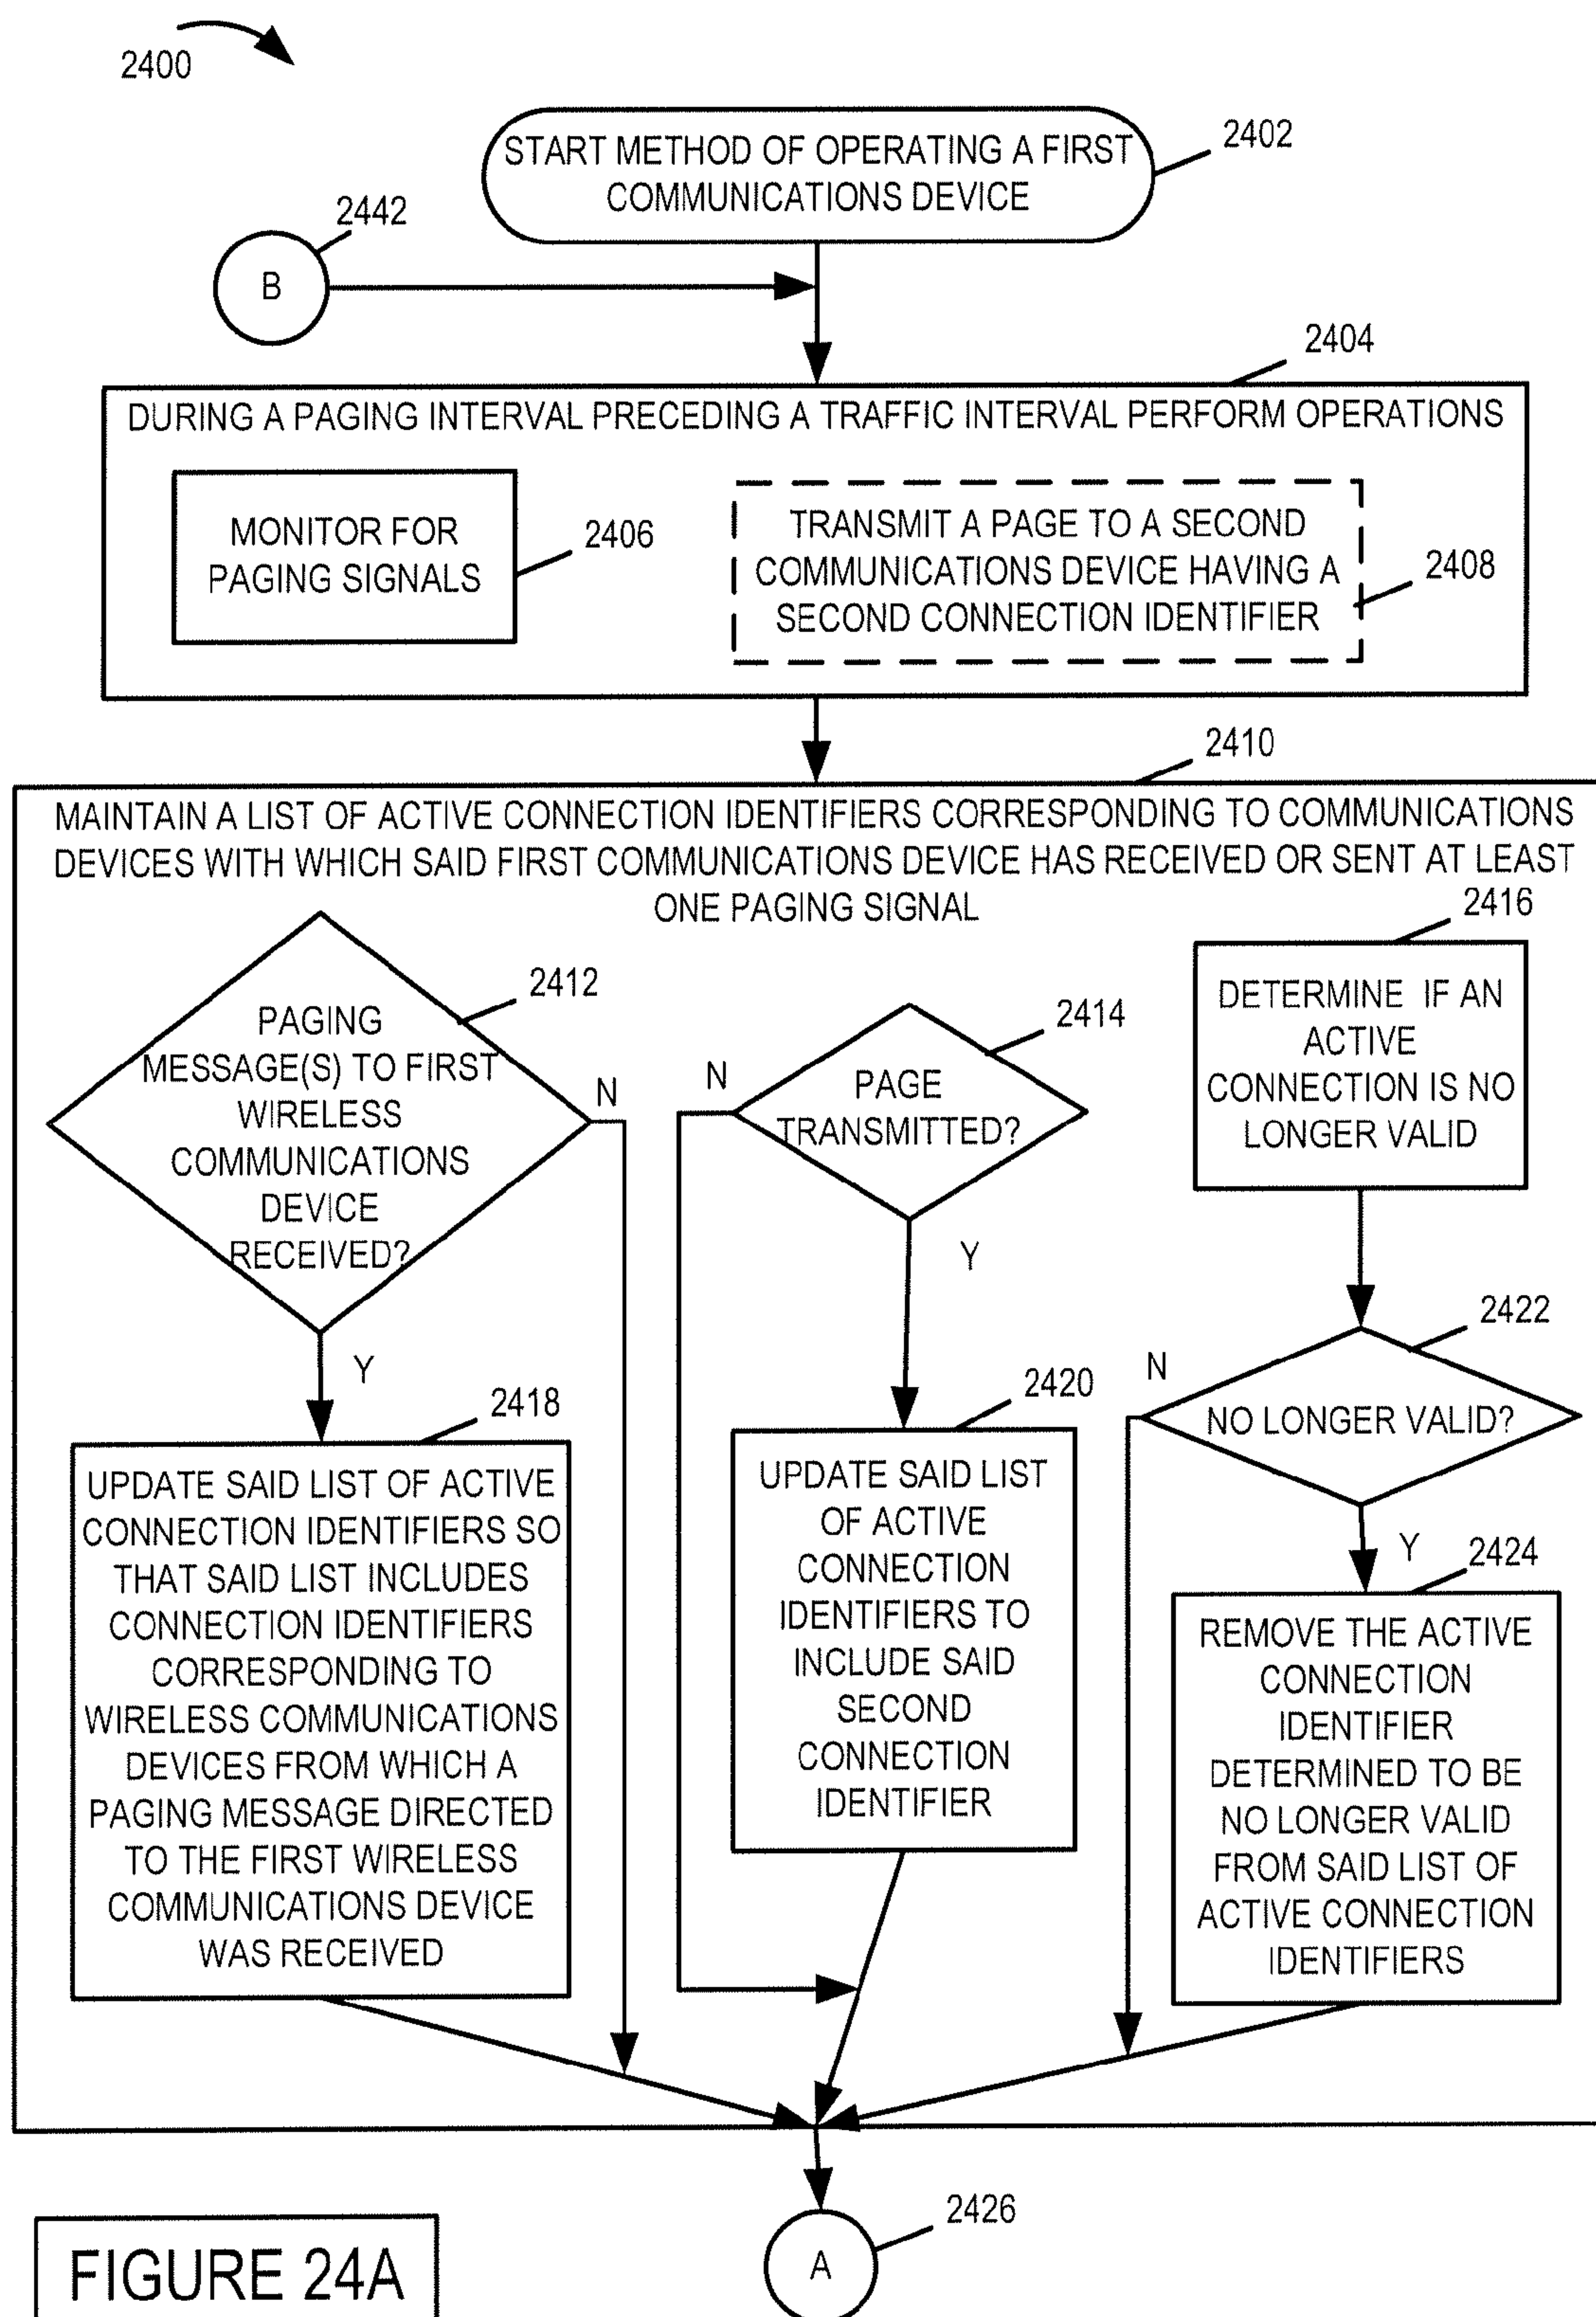 2400
START METHOD OF OPERATING A FIRST
COMMUNICATIONS DEVICE
2402
2442
B
2404
DURING A PAGING INTERVAL PRECEDING A TRAFFIC INTERVAL PERFORM OPERATIONS
MONITOR FOR
PAGING SIGNALS
2406
TRANSMIT A PAGE TO A SECOND
COMMUNICATIONS DEVICE HAVING A
SECOND CONNECTION IDENTIFIER
2408
2410
MAINTAIN A LIST OF ACTIVE CONNECTION IDENTIFIERS CORRESPONDING TO COMMUNICATIONS
DEVICES WITH WHICH SAID FIRST COMMUNICATIONS DEVICE HAS RECEIVED OR SENT AT LEAST
ONE PAGING SIGNAL
2412
PAGING
MESSAGE(S) TO FIRST
WIRELESS
COMMUNICATIONS
DEVICE
RECEIVED?
N
Y
2414
PAGE
TRANSMITTED?
N
Y
2416
DETERMINE IF AN
ACTIVE
CONNECTION IS NO
LONGER VALID
2422
NO LONGER VALID?
N
Y
2418
UPDATE SAID LIST OF ACTIVE
CONNECTION IDENTIFIERS SO
THAT SAID LIST INCLUDES
CONNECTION IDENTIFIERS
CORRESPONDING TO
WIRELESS COMMUNICATIONS
DEVICES FROM WHICH A
PAGING MESSAGE DIRECTED
TO THE FIRST WIRELESS
COMMUNICATIONS DEVICE
WAS RECEIVED
2420
UPDATE SAID LIST
OF ACTIVE
CONNECTION
IDENTIFIERS TO
INCLUDE SAID
SECOND
CONNECTION
IDENTIFIER
2424
REMOVE THE ACTIVE
CONNECTION
IDENTIFIER
DETERMINED TO BE
NO LONGER VALID
FROM SAID LIST OF
ACTIVE CONNECTION
IDENTIFIERS
2426
A
FIGURE 24A